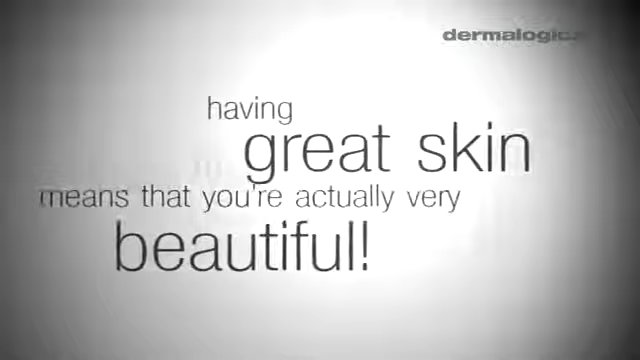 dermalogica
having
great skin
means that you're actually very
beautiful!